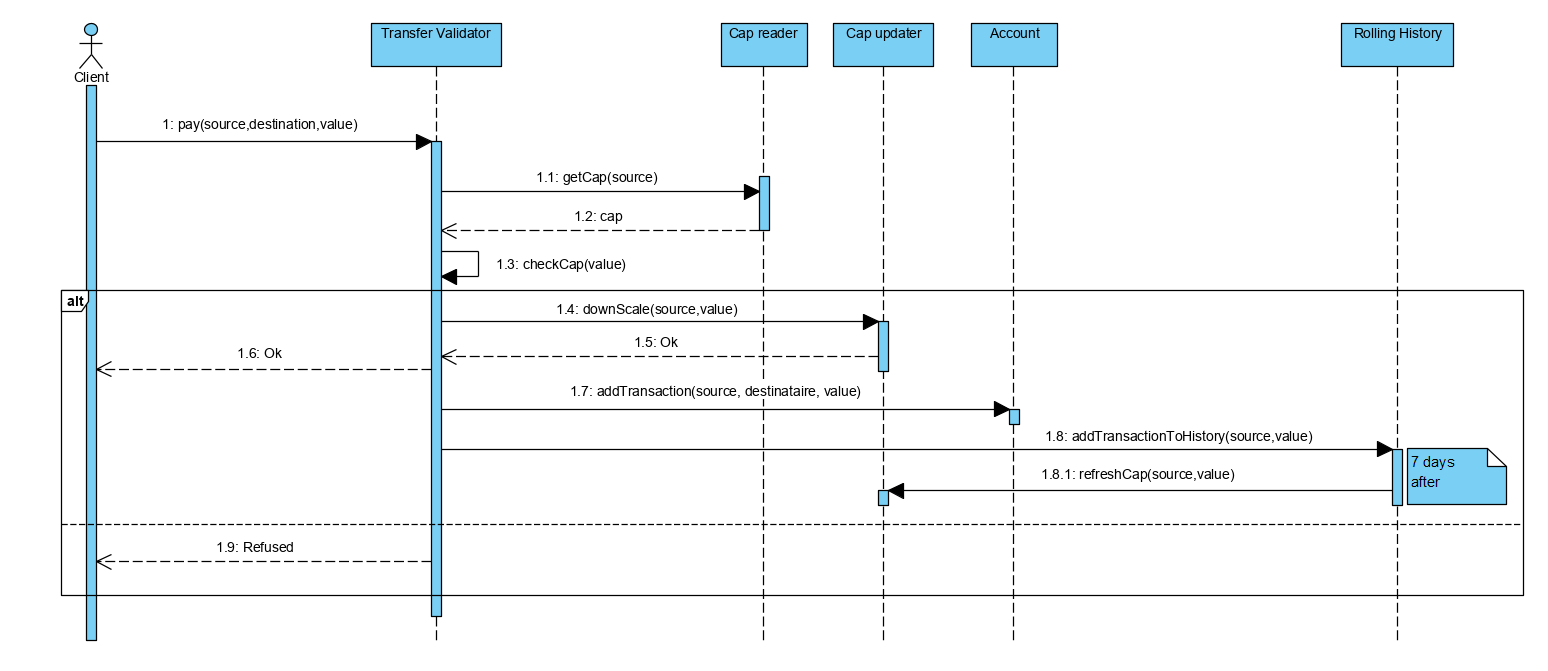 Client
Transfer Validator
Cap reader
Cap updater
Account
Rolling History
1: pay(source,destination,value)
1.1: getCap(source)
1.2: cap
1.3: checkCap(value)
alt
1.4: downScale(source,value)
1.5: Ok
1.6: Ok
1.7: addTransaction(source, destinataire, value)
1.8: addTransactionToHistory(source,value)
7 days
after
1.8.1: refreshCap(source,value)
1.9: Refused